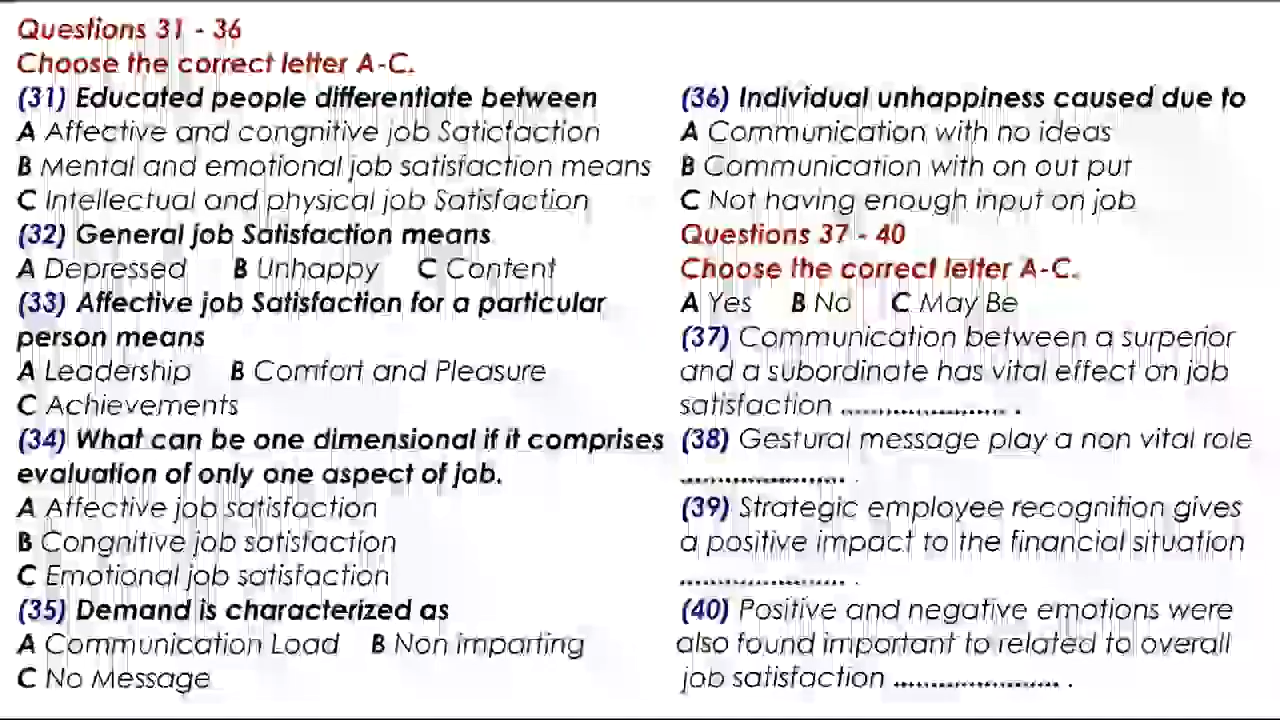 Questions 31 - 36
Choose the correct letter A-C.
(31) Educated people differentiate between
A Affective and congnitive job Saticfaction
B Mental and emotional job satisfaction means
C Intellectual and physical job Satisfaction
(32) General job Satisfaction means
A Depressed B Unhappy C Content
(33) Affective job Satisfaction for a particular
person means
A Leadership B Comfort and Pleasure
C Achievements
(34) What can be one dimensional if it comprises
evaluation of only one aspect of job.
A Affective job satisfaction
B Congnitive job satisfaction
C Emotional job satisfaction
(35) Demand is characterized as
A Communication Load B Non imparting
C No Message
(36) Individual unhappiness caused due to
A Communication with no ideas
B Communication with on out put
C Not having enough input on job
Questions 37 - 40
Choose the correct letter A-C.
A Yes B No C May Be
(37) Communication between a surperior
and a subordinate has vital effect on job
satisfaction ...................... .
(38) Gestural message play a non vital role
...................... .
(39) Strategic employee recognition gives
a positive impact to the financial situation
...................... .
(40) Positive and negative emotions were
also found important to related to overall
job satisfaction ...................... .